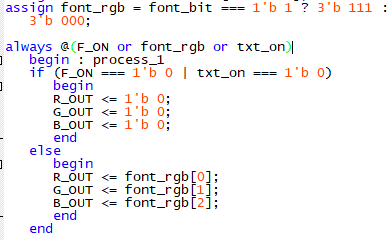 assign font_rgb = font_bit === 1'b 1 ? 3'b 111 :
3'b 000;
always @(F_ON or font_rgb or txt_on)
begin : process_1
if (F_ON === 1'b 0 | txt_on === 1'b 0)
begin
R_OUT <= 1'b 0;
G_OUT <= 1'b 0;
B_OUT <= 1'b 0;
end
else
begin
R_OUT <= font_rgb[0];
G_OUT <= font_rgb[1];
B_OUT <= font_rgb[2];
end
end